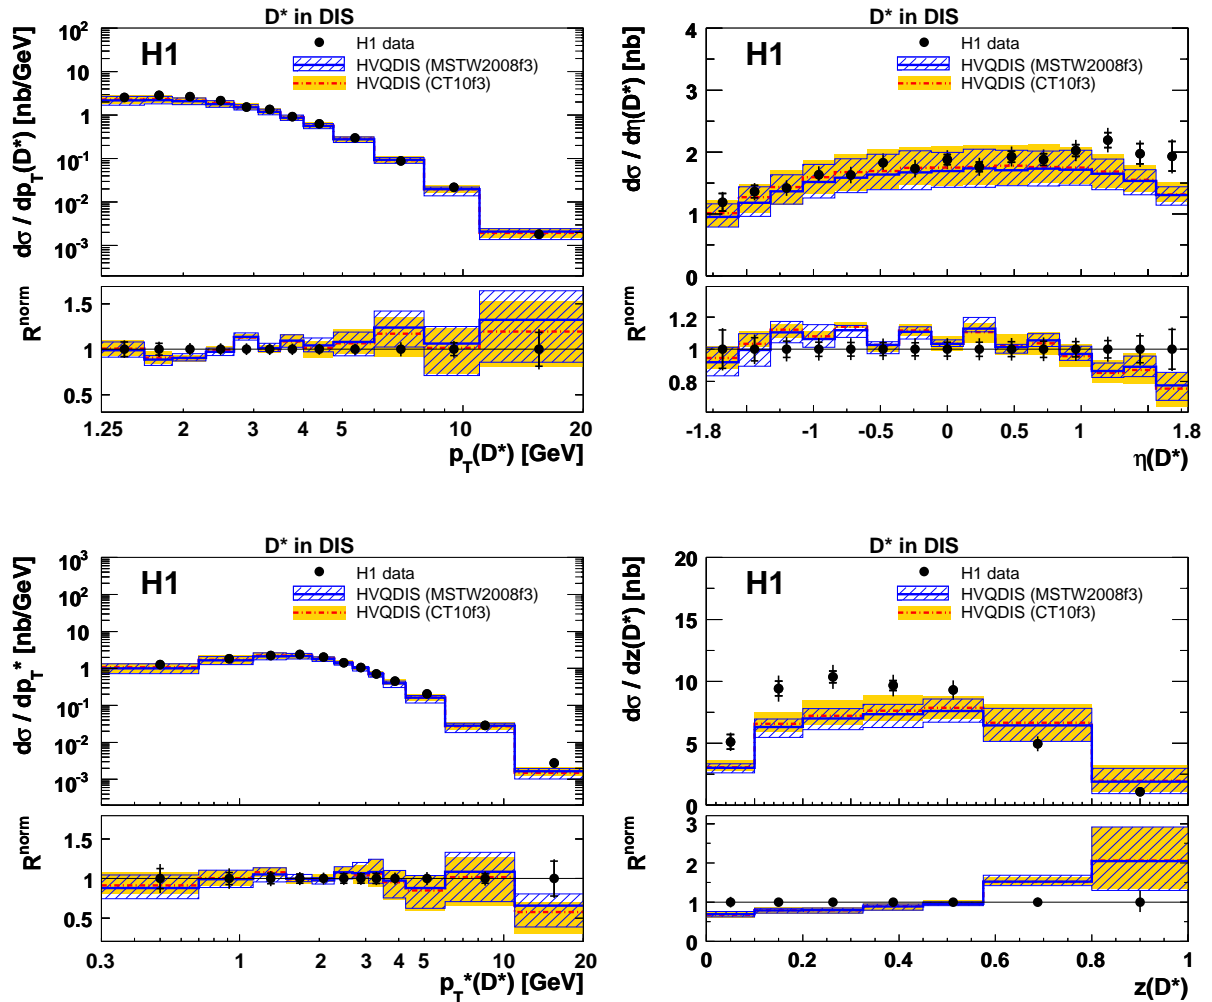 D* in DIS
H1
H1 data
HVQDIS (MSTW2008f3)
HVQDIS (CT10f3)
dσ / dp_T(D*) [nb/GeV]
10^2
10
1
10^-1
10^-2
10^-3
R^norm
1.5
1
0.5
1.25 2 3 4 5 10 20
p_T(D*) [GeV]
D* in DIS
H1
H1 data
HVQDIS (MSTW2008f3)
HVQDIS (CT10f3)
dσ / dη(D*) [nb]
4
3
2
1
0
R^norm
1.2
1
0.8
-1.8 -1 -0.5 0 0.5 1 1.8
η(D*)
D* in DIS
H1
H1 data
HVQDIS (MSTW2008f3)
HVQDIS (CT10f3)
dσ / dp_T* [nb/GeV]
10^3
10^2
10
1
10^-1
10^-2
10^-3
R^norm
1.5
1
0.5
0.3 1 2 3 4 5 10 20
p_T*(D*) [GeV]
D* in DIS
H1
H1 data
HVQDIS (MSTW2008f3)
HVQDIS (CT10f3)
dσ / dz(D*) [nb]
20
15
10
5
0
R^norm
3
2
1
0
0 0.2 0.4 0.6 0.8 1
z(D*)